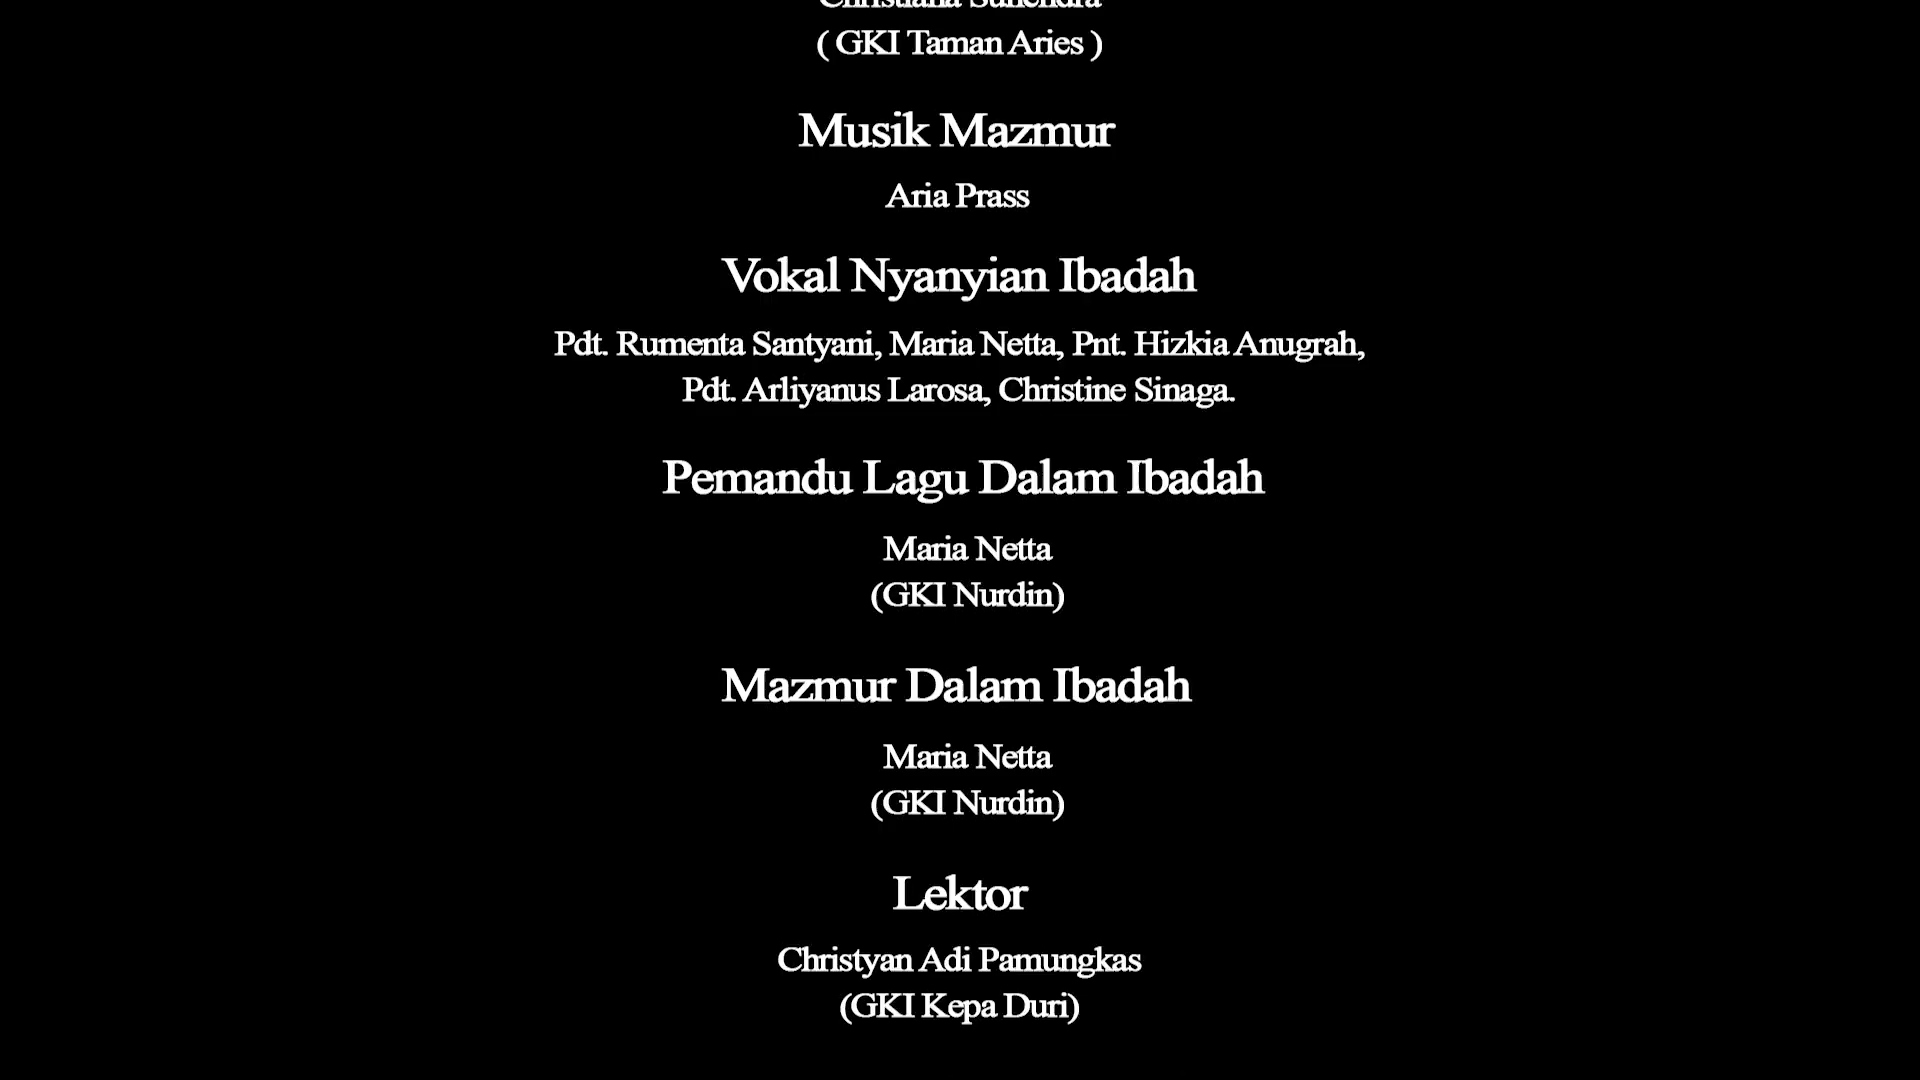 Christiana Suhendra
( GKI Taman Aries )
Musik Mazmur
Aria Prass
Vokal Nyanyian Ibadah
Pdt. Rumenta Santyani, Maria Netta, Pnt. Hizkia Anugrah,
Pdt. Arliyanus Larosa, Christine Sinaga.
Pemandu Lagu Dalam Ibadah
Maria Netta
(GKI Nurdin)
Mazmur Dalam Ibadah
Maria Netta
(GKI Nurdin)
Lektor
Christyan Adi Pamungkas
(GKI Kepa Duri)